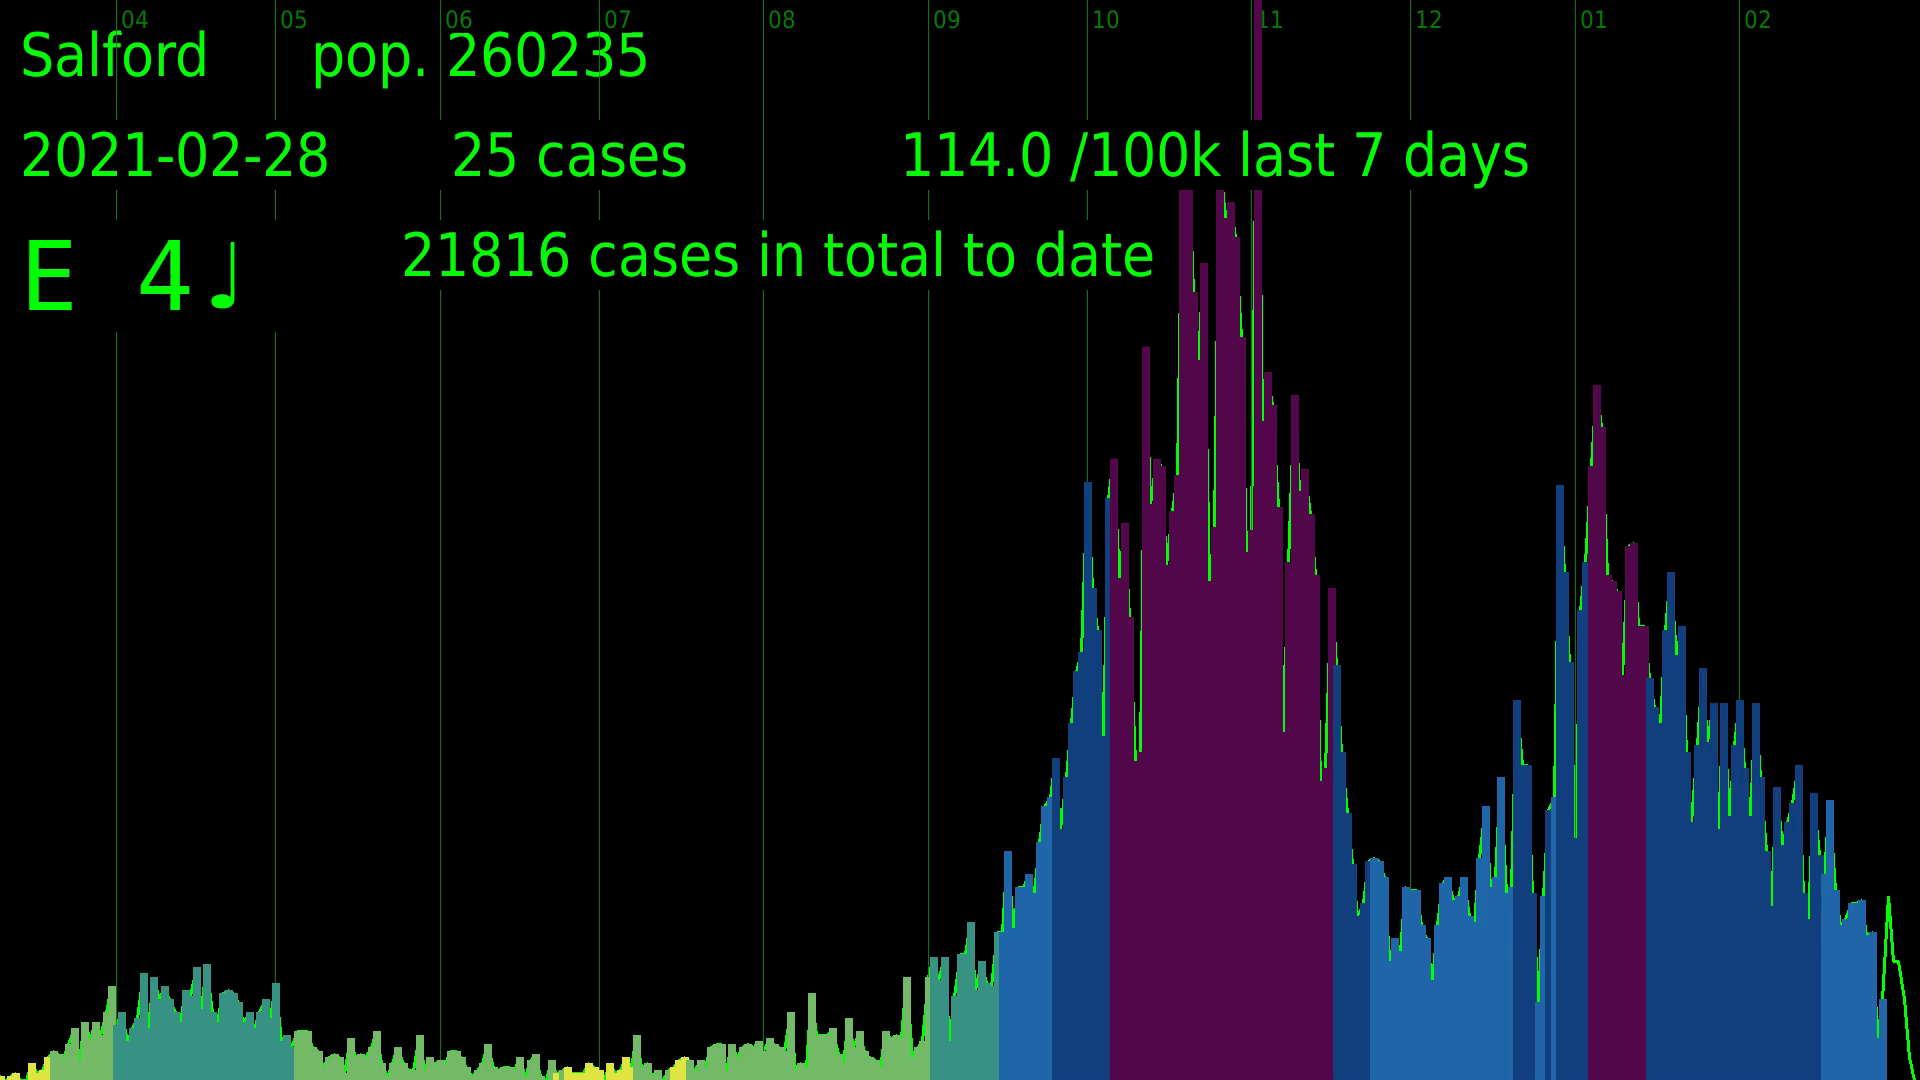 04 05 06 07 08 09 10 11 12 01 02
Salford pop. 260235
2021-02-28 25 cases 114.0 /100k last 7 days
E 4♩ 21816 cases in total to date